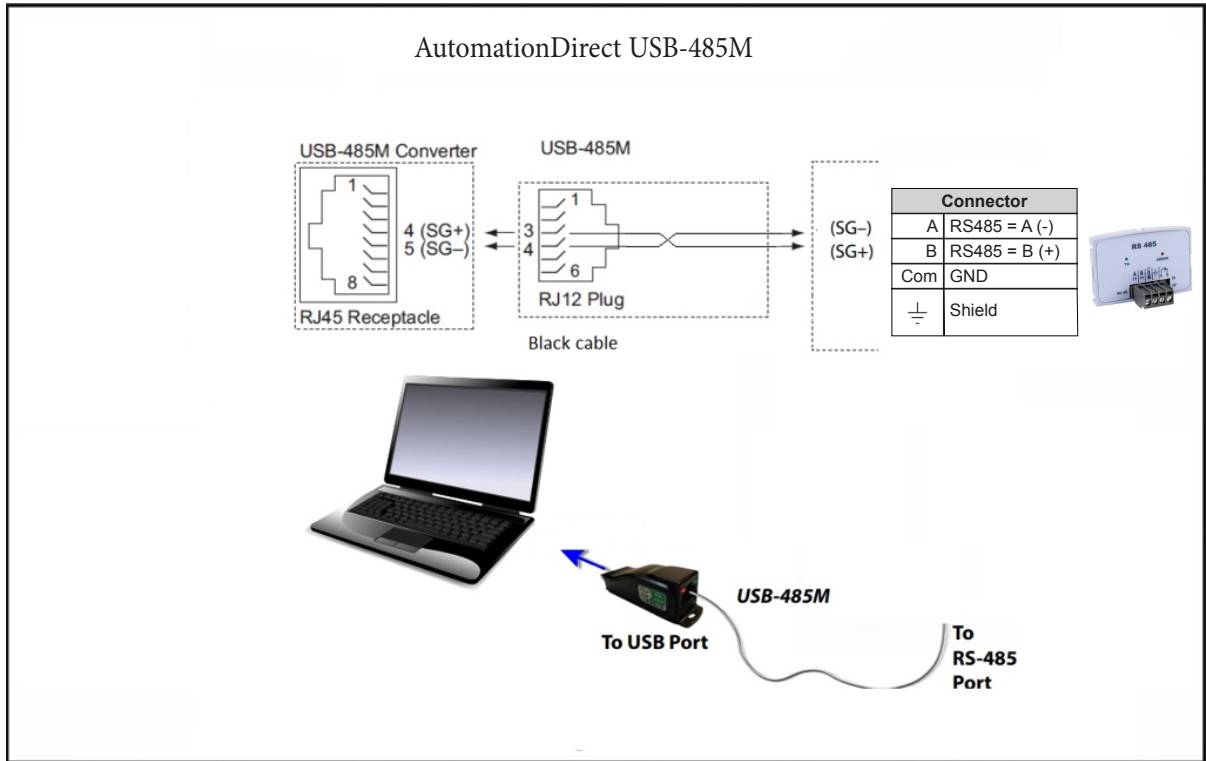 AutomationDirect USB-485M
USB-485M Converter
1
8
4 (SG+)
5 (SG–)
RJ45 Receptacle
USB-485M
1
3
4
6
RJ12 Plug
Black cable
(SG–)
(SG+)
Connector
A RS485 = A (-)
B RS485 = B (+)
Com GND
Shield
RS 485
USB-485M
To USB Port
To
RS-485
Port